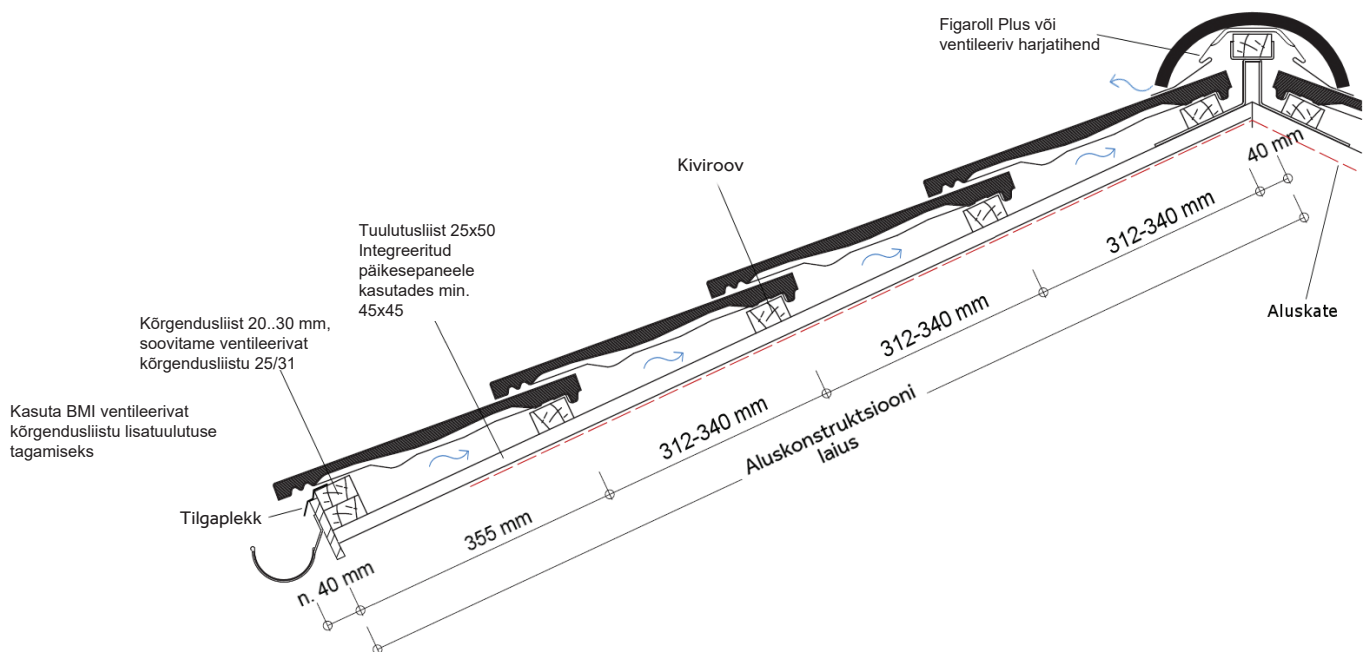 Figaroll Plus või
ventileeriv harjatihend
Kiviroov
40 mm
312-340 mm
Tuulutusliist 25x50
Integreeritud
päikesepaneele
kasutades min.
45x45
Aluskate
Kõrgendusliist 20..30 mm,
soovitame ventileerivat
kõrgendusliistu 25/31
312-340 mm
Kasuta BMI ventileerivat
kõrgendusliistu lisatuulutuse
tagamiseks
312-340 mm
Aluskonstruktsiooni
laius
Tilgaplekk
355 mm
n. 40 mm